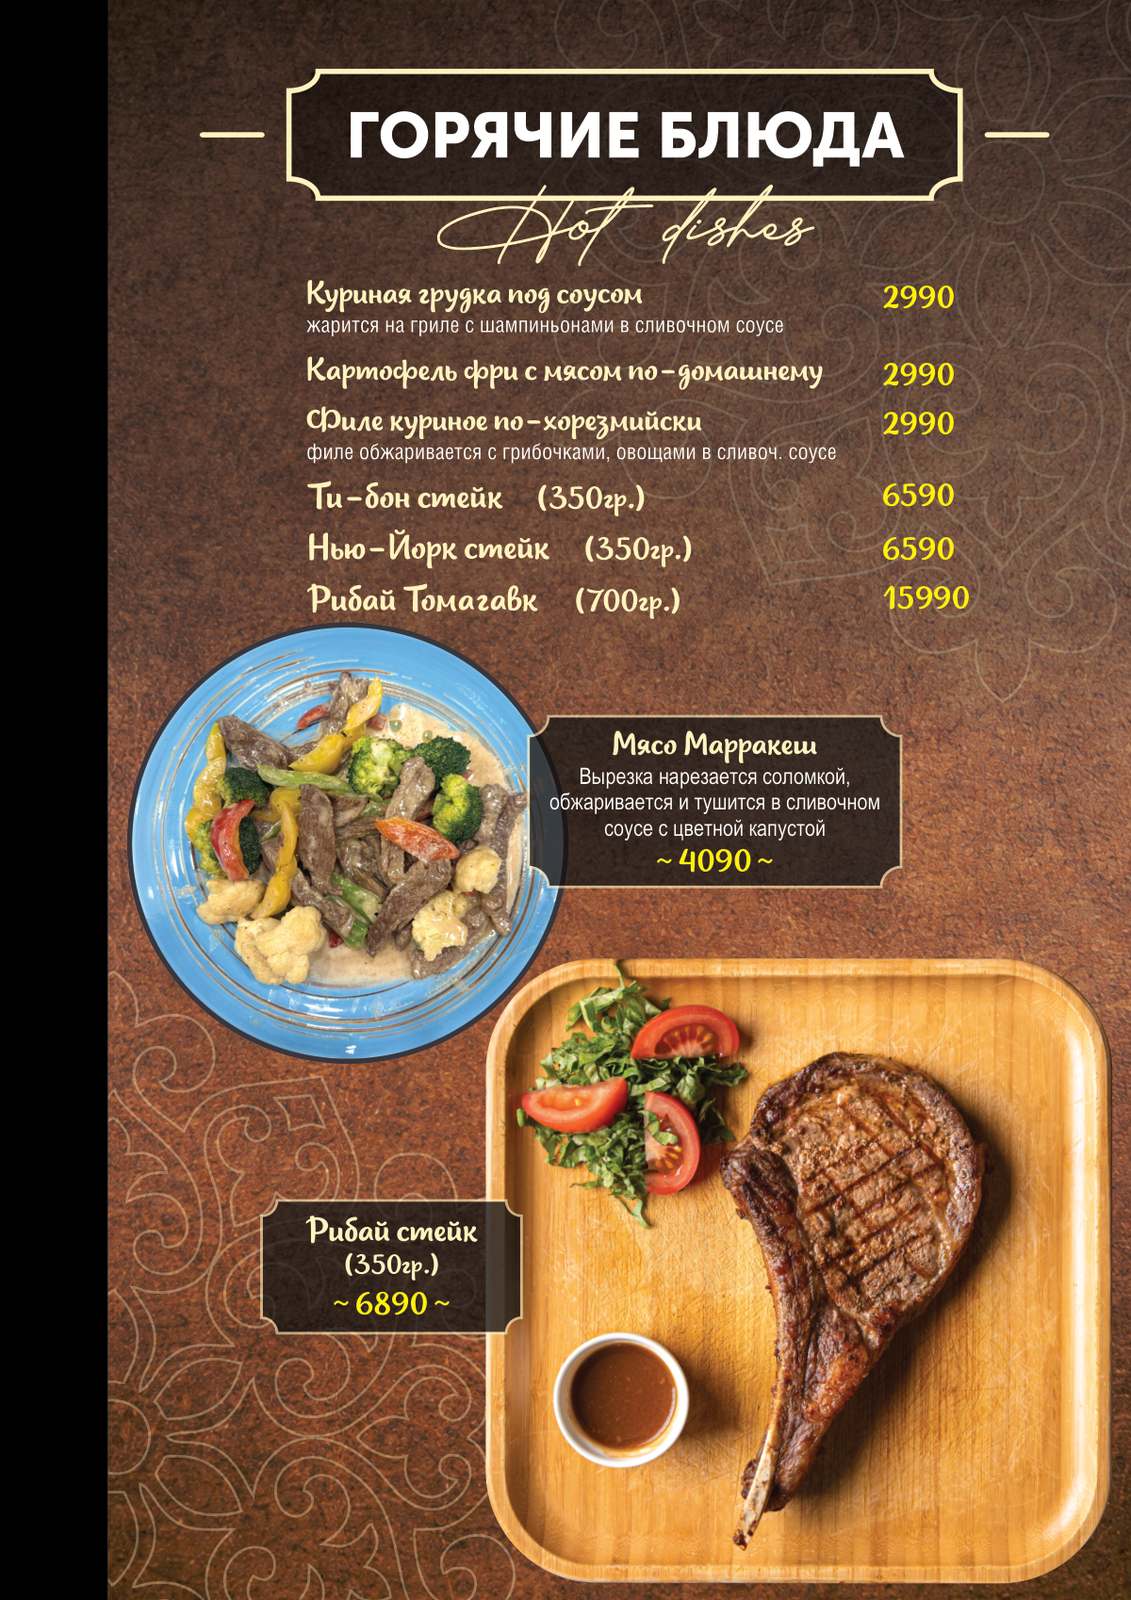 ГОРЯЧИЕ БЛЮДА
Hot dishes
Куриная грудка под соусом 2990
жарится на гриле с шампиньонами в сливочном соусе
Картофель фри с мясом по-домашнему 2990
Филе куриное по-хорезмийски 2990
филе обжаривается с грибочками, овощами в сливоч. соусе
Ти-бон стейк (350гр.) 6590
Нью-Йорк стейк (350гр.) 6590
Рибай Томагавк (700гр.) 15990
Мясо Марракеш
Вырезка нарезается соломкой,
обжаривается и тушится в сливочном
соусе с цветной капустой
~ 4090 ~
Рибай стейк
(350гр.)
~ 6890 ~